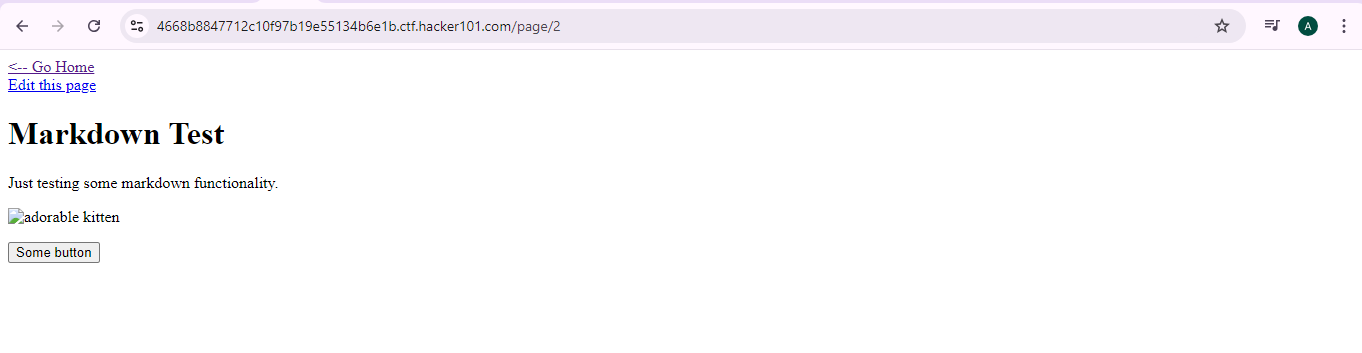 4668b8847712c10f97b19e55134b6e1b.ctf.hacker101.com/page/2
A
<-- Go Home
Edit this page
Markdown Test
Just testing some markdown functionality.
adorable kitten
Some button